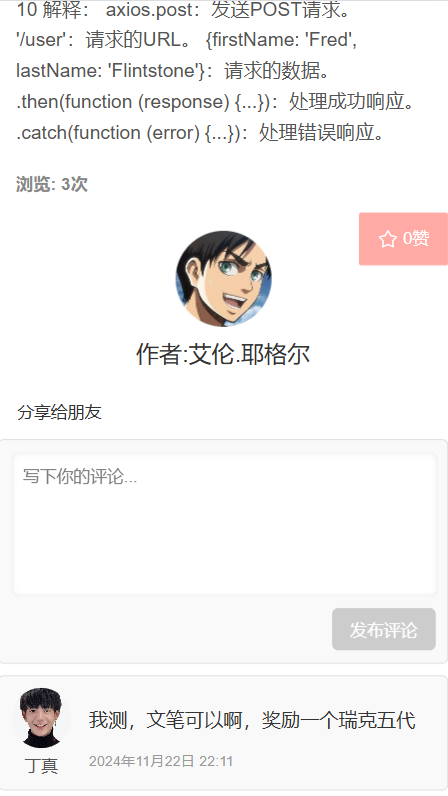 10 解释： axios.post：发送POST请求。
'/user'：请求的URL。 {firstName: 'Fred',
lastName: 'Flintstone'}：请求的数据。
.then(function (response) {...})：处理成功响应。
.catch(function (error) {...})：处理错误响应。
浏览: 3次
0赞
作者:艾伦.耶格尔
分享给朋友
写下你的评论...
发布评论
我测，文笔可以啊，奖励一个瑞克五代
丁真
2024年11月22日 22:11